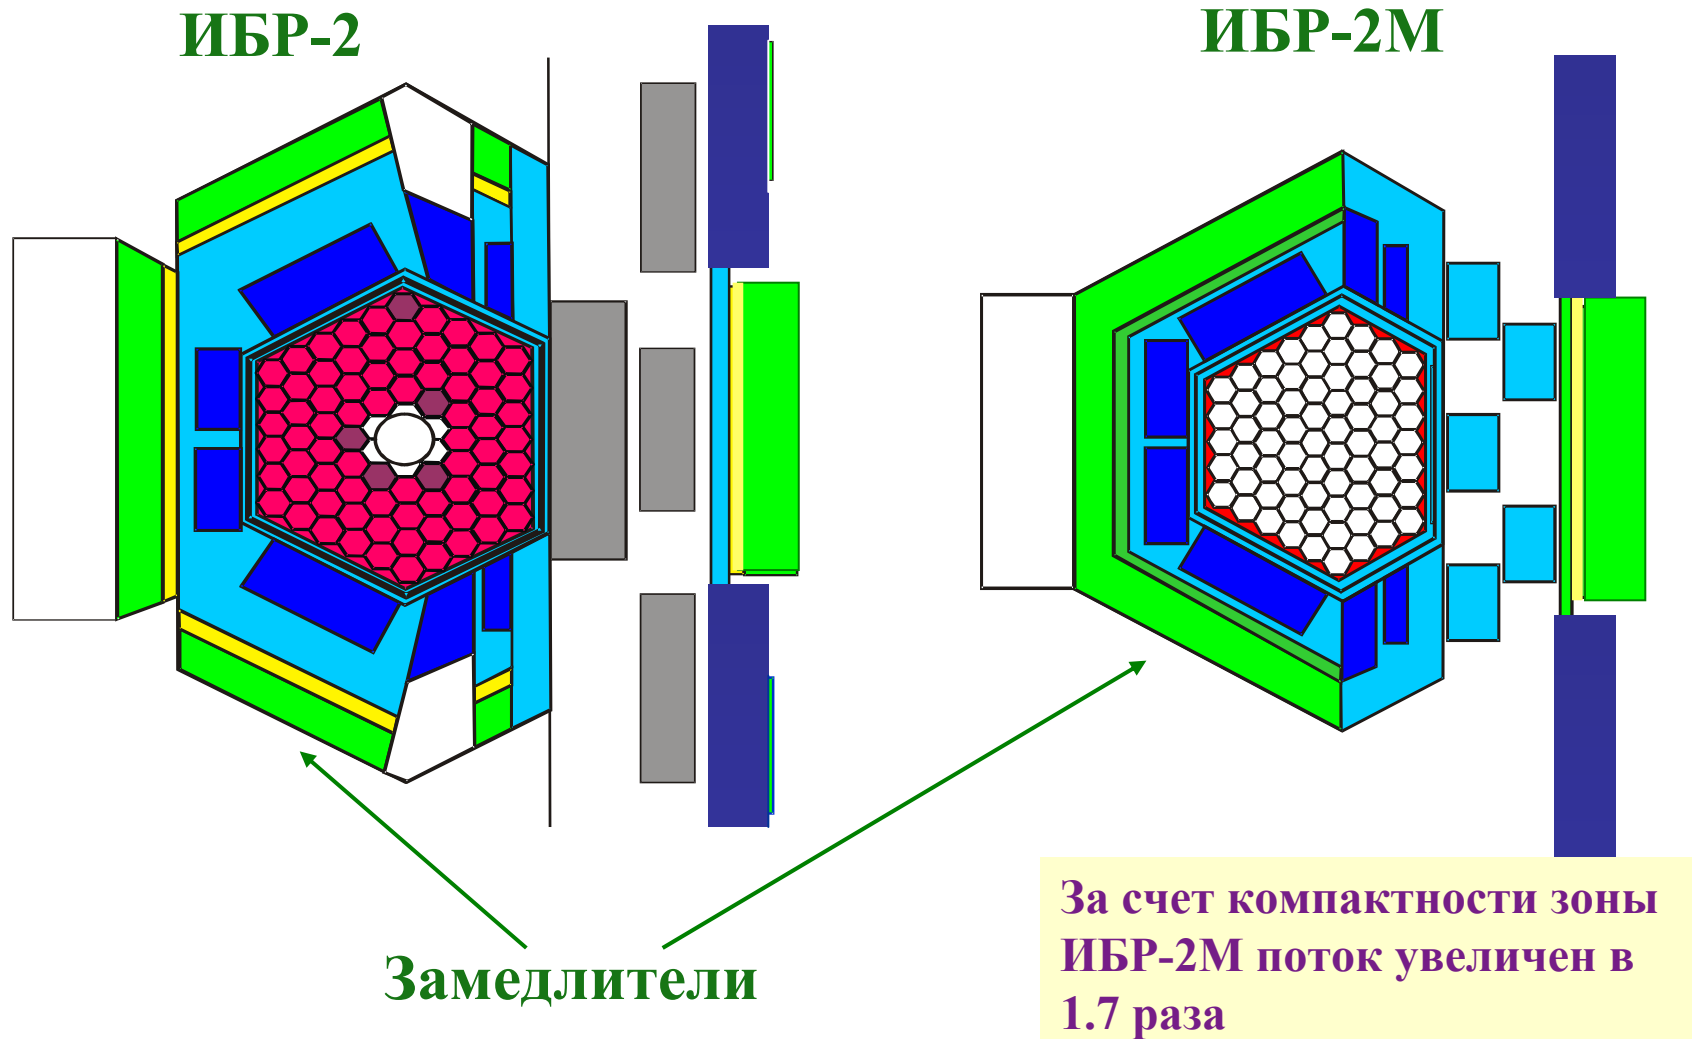 ИБР-2
ИБР-2М
Замедлители
За счет компактности зоны
ИБР-2М поток увеличен в
1.7 раза